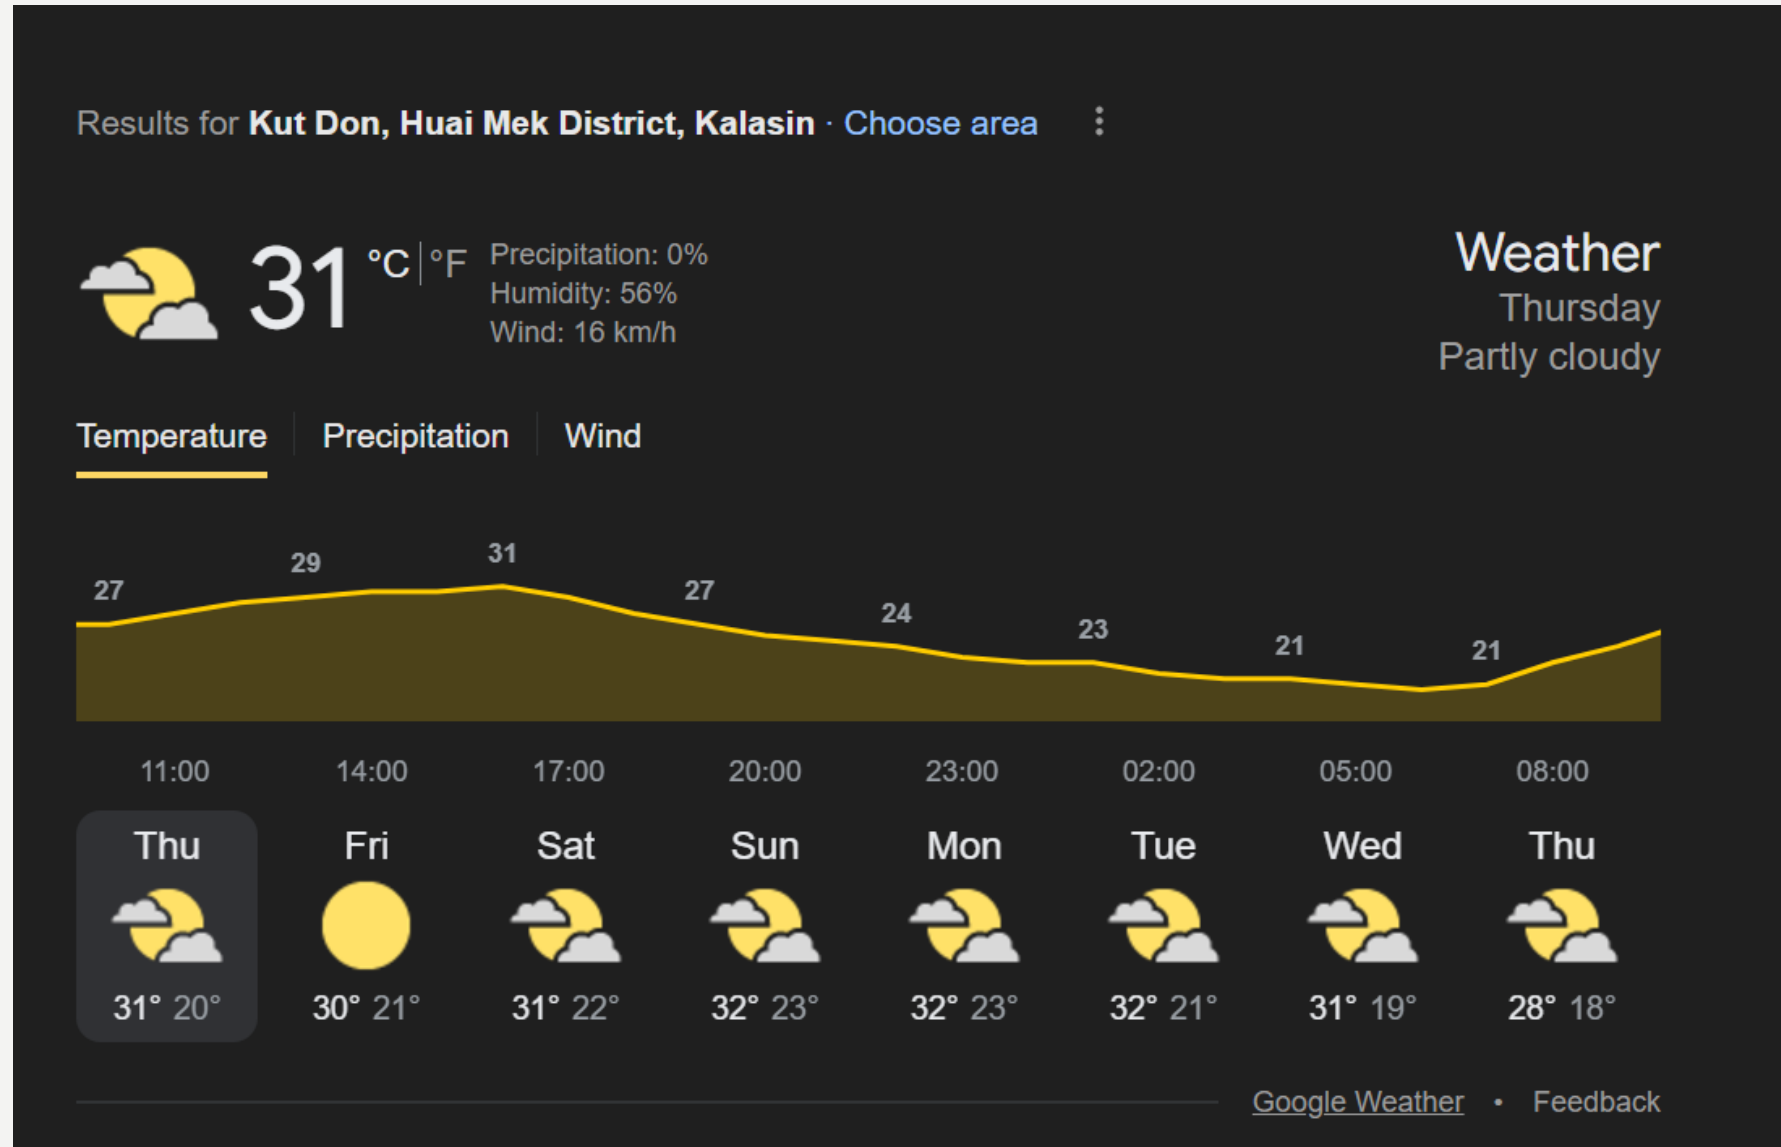 Results for Kut Don, Huai Mek District, Kalasin · Choose area
31 °C | °F
Precipitation: 0%
Humidity: 56%
Wind: 16 km/h
Weather
Thursday
Partly cloudy
Temperature Precipitation Wind
27 29 31 27 24 23 21 21
11:00 14:00 17:00 20:00 23:00 02:00 05:00 08:00
Thu Fri Sat Sun Mon Tue Wed Thu
31° 20° 30° 21° 31° 22° 32° 23° 32° 23° 32° 21° 31° 19° 28° 18°
Google Weather • Feedback